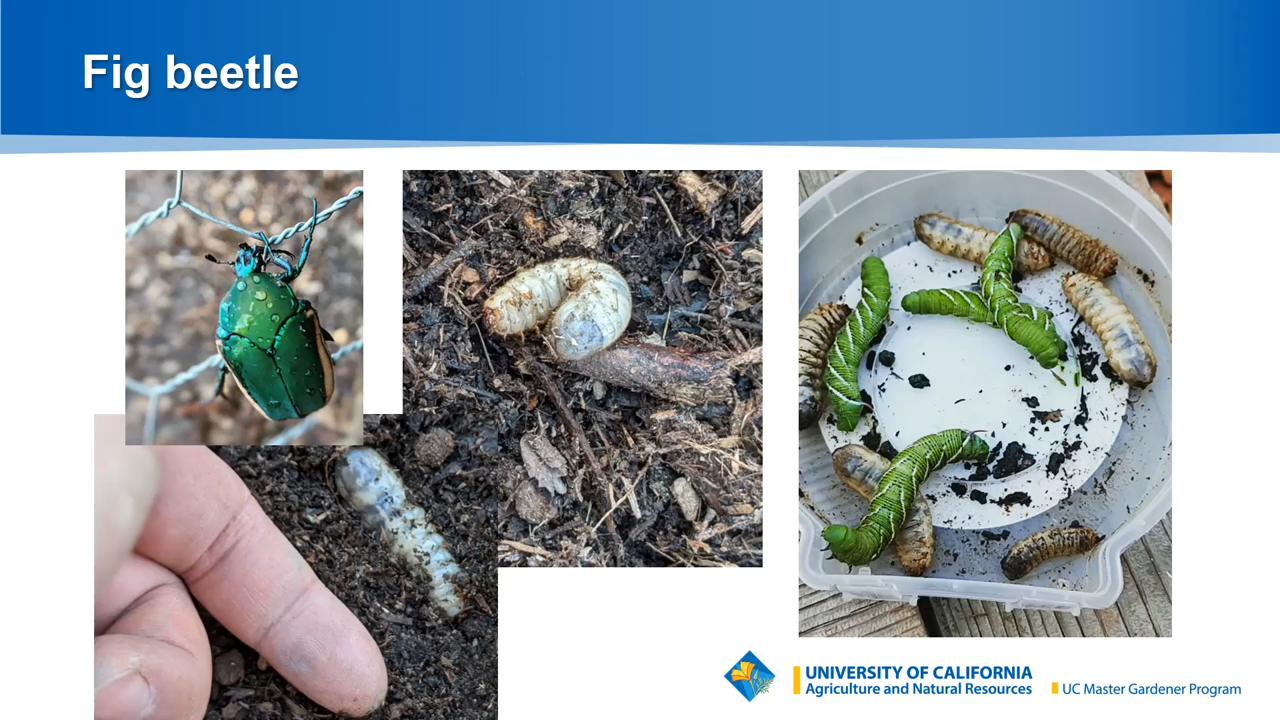 Fig beetle
UNIVERSITY OF CALIFORNIA
Agriculture and Natural Resources
UC Master Gardener Program